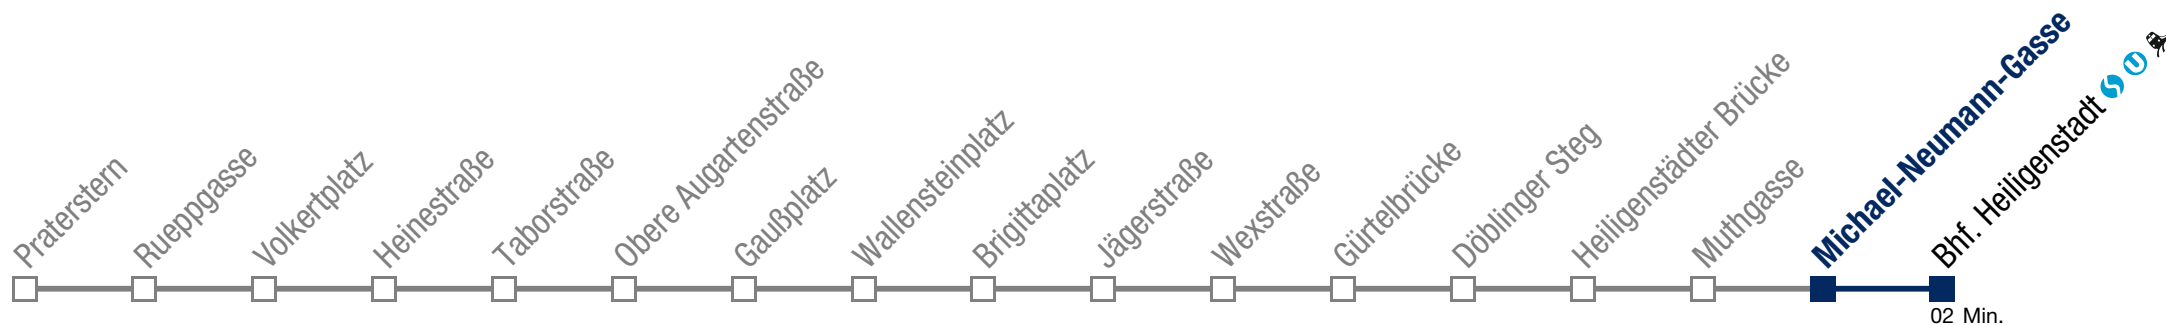 Praterstern
Rueppgasse
Volkertplatz
Heinestraße
Taborstraße
Obere Augartenstraße
Gaußplatz
Wallensteinplatz
Brigittaplatz
Jägerstraße
Wexstraße
Gürtelbrücke
Döblinger Steg
Heiligenstädter Brücke
Muthgasse
Michael-Neumann-Gasse
Bhf. Heiligenstadt S U
02 Min.